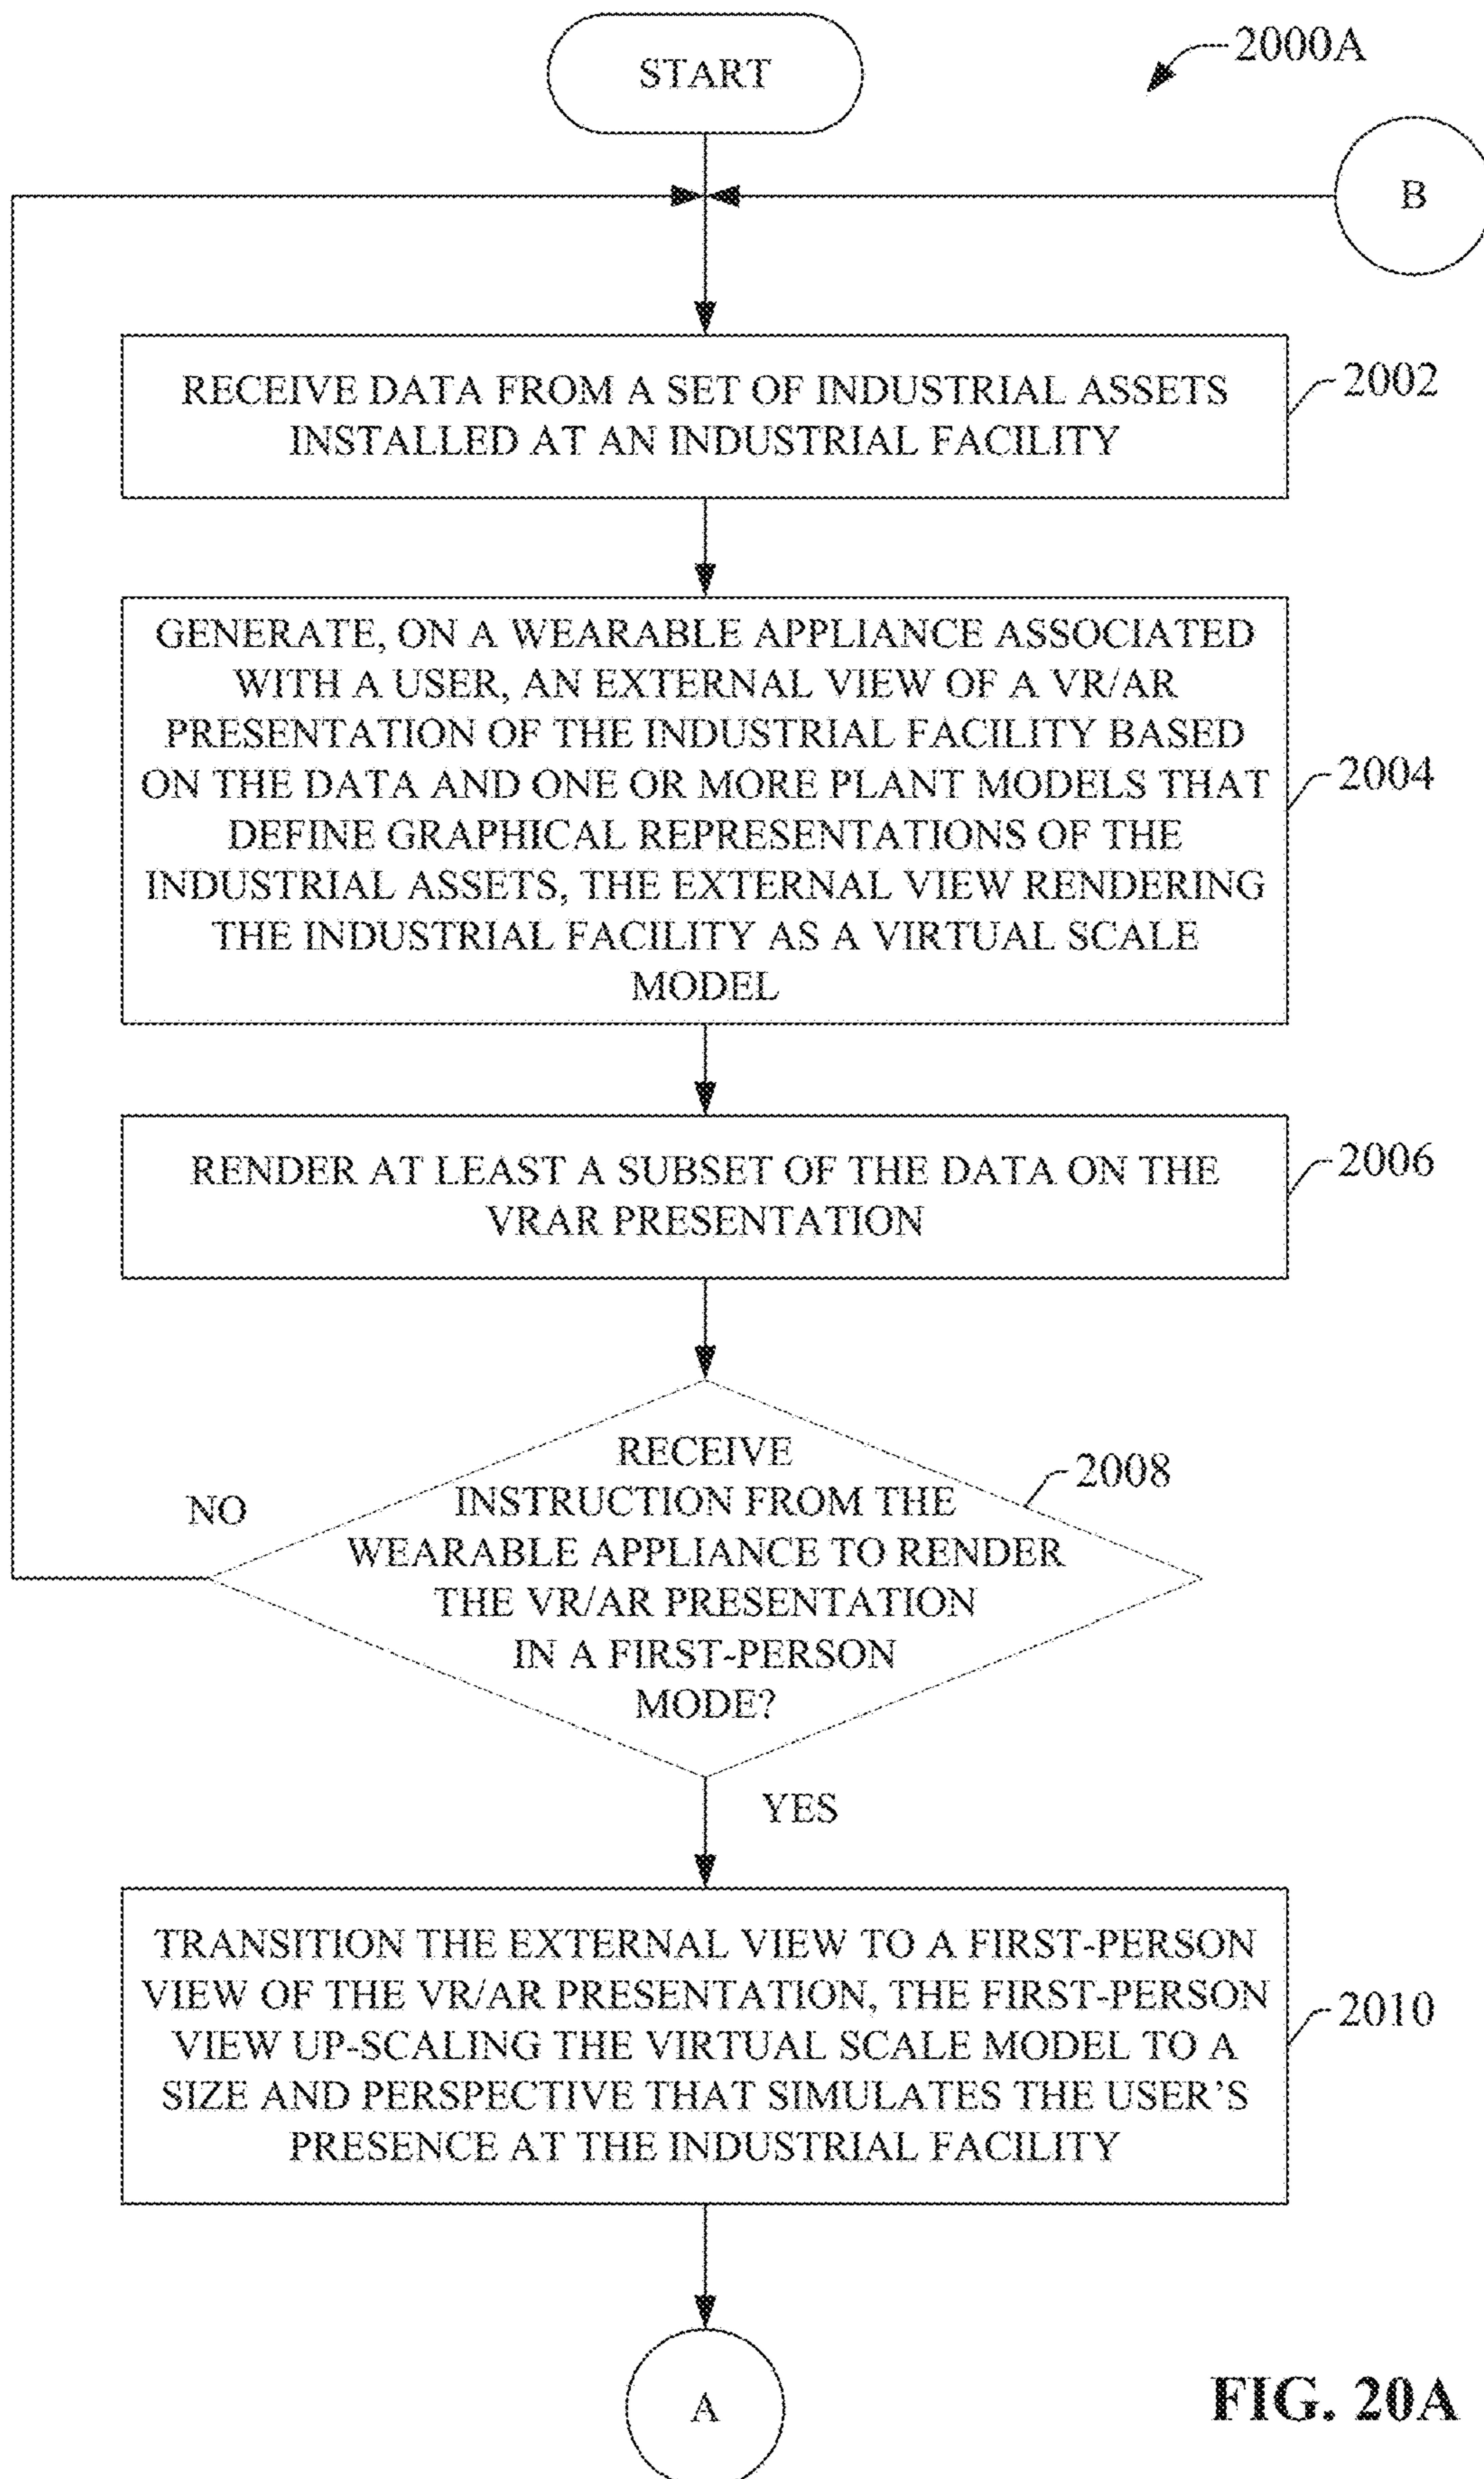 START
2000A
B
RECEIVE DATA FROM A SET OF INDUSTRIAL ASSETS
INSTALLED AT AN INDUSTRIAL FACILITY
2002
GENERATE, ON A WEARABLE APPLIANCE ASSOCIATED
WITH A USER, AN EXTERNAL VIEW OF A VR/AR
PRESENTATION OF THE INDUSTRIAL FACILITY BASED
ON THE DATA AND ONE OR MORE PLANT MODELS THAT
DEFINE GRAPHICAL REPRESENTATIONS OF THE
INDUSTRIAL ASSETS, THE EXTERNAL VIEW RENDERING
THE INDUSTRIAL FACILITY AS A VIRTUAL SCALE
MODEL
2004
RENDER AT LEAST A SUBSET OF THE DATA ON THE
VRAR PRESENTATION
2006
RECEIVE
INSTRUCTION FROM THE
WEARABLE APPLIANCE TO RENDER
THE VR/AR PRESENTATION
IN A FIRST-PERSON
MODE?
2008
NO
YES
TRANSITION THE EXTERNAL VIEW TO A FIRST-PERSON
VIEW OF THE VR/AR PRESENTATION, THE FIRST-PERSON
VIEW UP-SCALING THE VIRTUAL SCALE MODEL TO A
SIZE AND PERSPECTIVE THAT SIMULATES THE USER'S
PRESENCE AT THE INDUSTRIAL FACILITY
2010
A
FIG. 20A